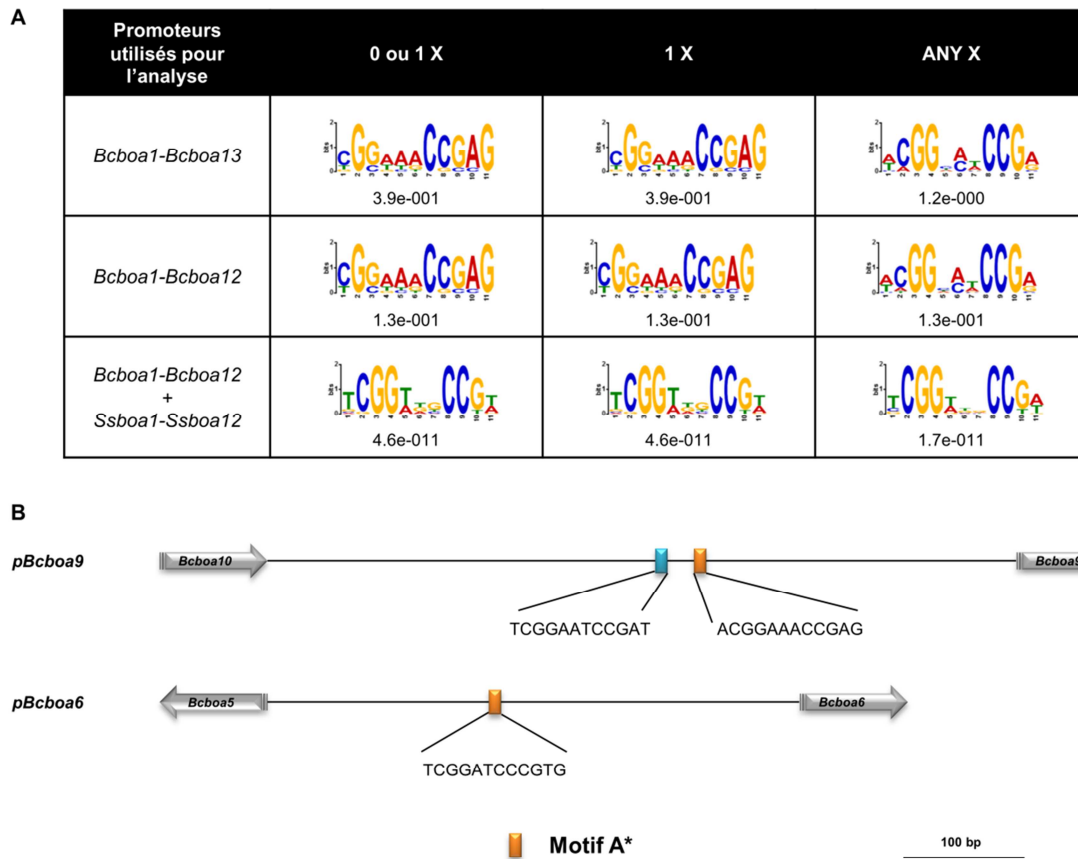 A
Promoteurs utilisés pour l'analyse
0 ou 1 X
1 X
ANY X
Bcboa1-Bcboa13
3.9e-001
3.9e-001
1.2e-000
Bcboa1-Bcboa12
1.3e-001
1.3e-001
1.3e-001
Bcboa1-Bcboa12
+
Ssboa1-Ssboa12
4.6e-011
4.6e-011
1.7e-011
B
pBcboa9
Bcboa10
Bcboa9
TCGGAATCCGAT
ACGGAAACCGAG
pBcboa6
Bcboa5
Bcboa6
TCGGATCCCGTG
Motif A*
100 bp